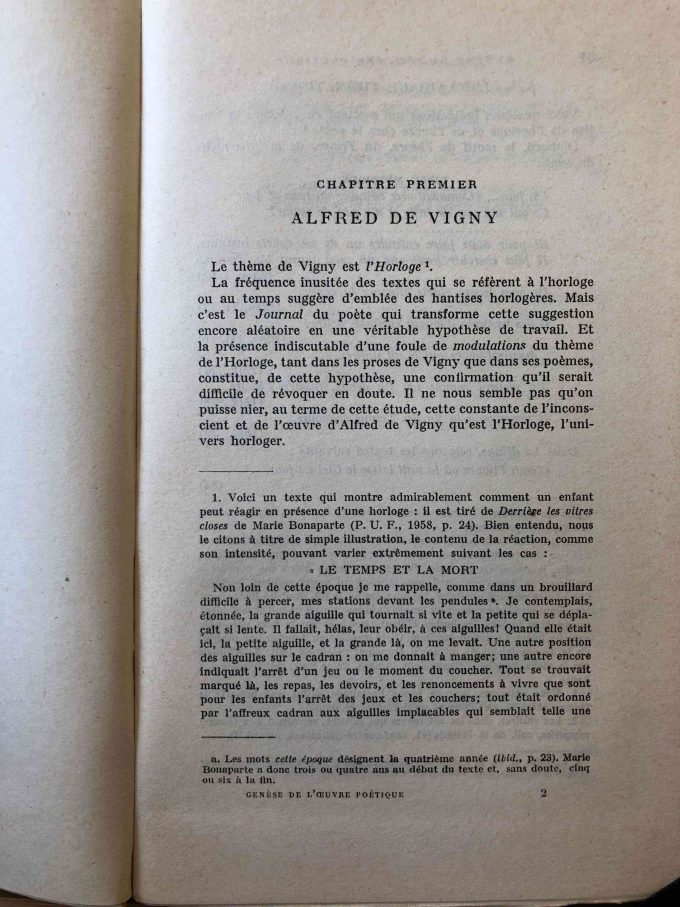 CHAPITRE PREMIER
ALFRED DE VIGNY
Le thème de Vigny est l'Horloge 1.
La fréquence inusitée des textes qui se réfèrent à l'horloge
ou au temps suggère d'emblée des hantises horlogères. Mais
c'est le Journal du poète qui transforme cette suggestion
encore aléatoire en une véritable hypothèse de travail. Et
la présence indiscutable d'une foule de modulations du thème
de l'Horloge, tant dans les proses de Vigny que dans ses poèmes,
constitue, de cette hypothèse, une confirmation qu'il serait
difficile de révoquer en doute. Il ne nous semble pas qu'on
puisse nier, au terme de cette étude, cette constante de l'incons-
cient et de l'œuvre d'Alfred de Vigny qu'est l'Horloge, l'uni-
vers horloger.
1. Voici un texte qui montre admirablement comment un enfant
peut réagir en présence d'une horloge : il est tiré de Derrière les vitres
closes de Marie Bonaparte (P. U. F., 1958, p. 24). Bien entendu, nous
le citons à titre de simple illustration, le contenu de la réaction, comme
son intensité, pouvant varier extrêmement suivant les cas :
« LE TEMPS ET LA MORT
Non loin de cette époque je me rappelle, comme dans un brouillard
difficile à percer, mes stations devant les pendules a. Je contemplais,
étonnée, la grande aiguille qui tournait si vite et la petite qui se dépla-
çait si lente. Il fallait, hélas, leur obéir, à ces aiguilles! Quand elle était
ici, la petite aiguille, et la grande là, on me levait. Une autre position
des aiguilles sur le cadran : on me donnait à manger; une autre encore
indiquait l'arrêt d'un jeu ou le moment du coucher. Tout se trouvait
marqué là, les repas, les devoirs, et les renoncements à vivre que sont
pour les enfants l'arrêt des jeux et les couchers; tout était ordonné
par l'affreux cadran aux aiguilles implacables qui semblait telle une
a. Les mots cette époque désignent la quatrième année (ibid., p. 23). Marie
Bonaparte a donc trois ou quatre ans au début du texte et, sans doute, cinq
ou six à la fin.
GENÈSE DE L'ŒUVRE POÉTIQUE 2